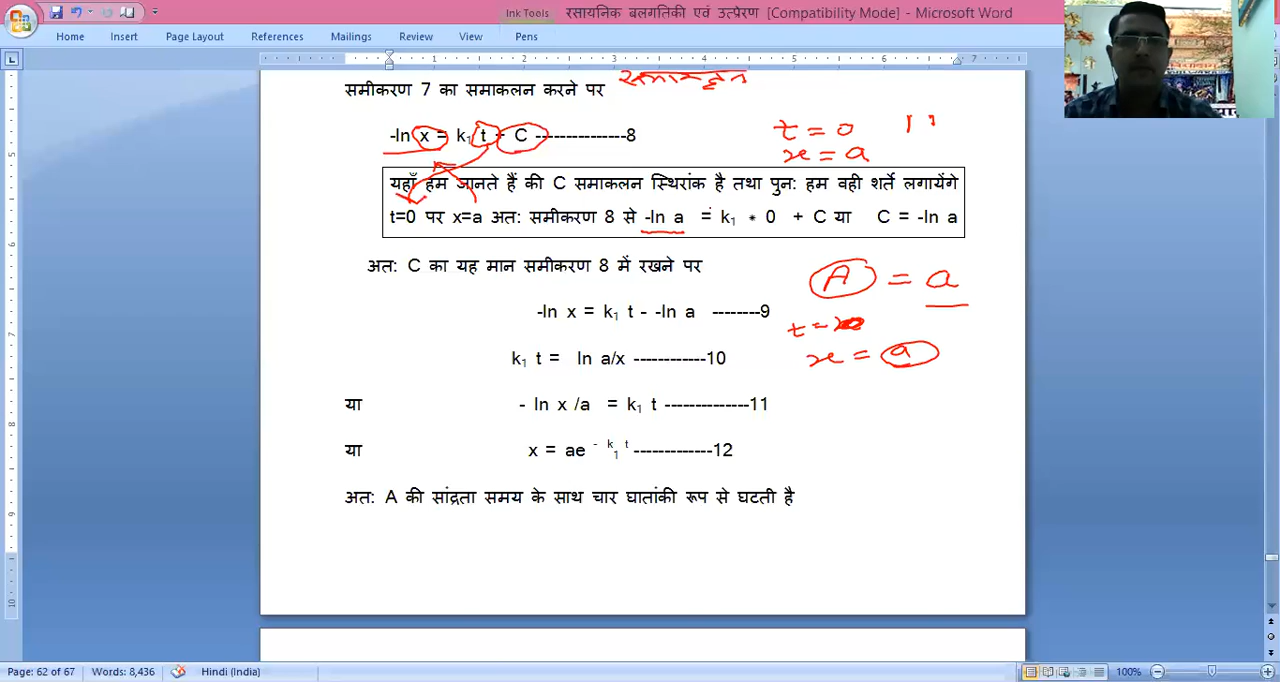 Ink Tools
रसायनिक बलगतिकी एवं उत्प्रेरण [Compatibility Mode] - Microsoft Word
Home Insert Page Layout References Mailings Review View Pens
समीकरण 7 का समाकलन करने पर
-ln x = k₁ t + C --------------8
t = 0
x = a
यहाँ हम जानते हैं की C समाकलन स्थिरांक है तथा पुन: हम वही शर्ते लगायेंगे
t=0 पर x=a अत: समीकरण 8 से -ln a = k₁ * 0 + C या C = -ln a
अत: C का यह मान समीकरण 8 में रखने पर
A = a
-ln x = k₁ t - -ln a --------9
t =
x = a
k₁ t = ln a/x ------------10
या - ln x /a = k₁ t --------------11
या x = ae - k₁ t -------------12
अत: A की सांद्रता समय के साथ चार घातांकी रूप से घटती है
Page: 62 of 67 Words: 8,436 Hindi (India) 100%